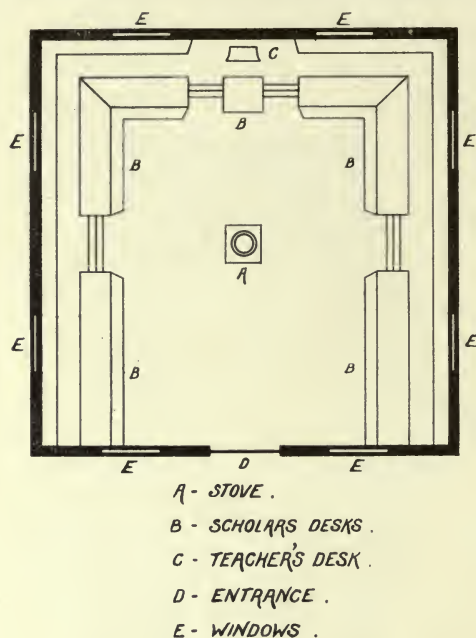 E E
C
B
E E
B B
A
E E
B B
E D E
A - STOVE .
B - SCHOLARS DESKS .
C - TEACHER'S DESK .
D - ENTRANCE .
E - WINDOWS .